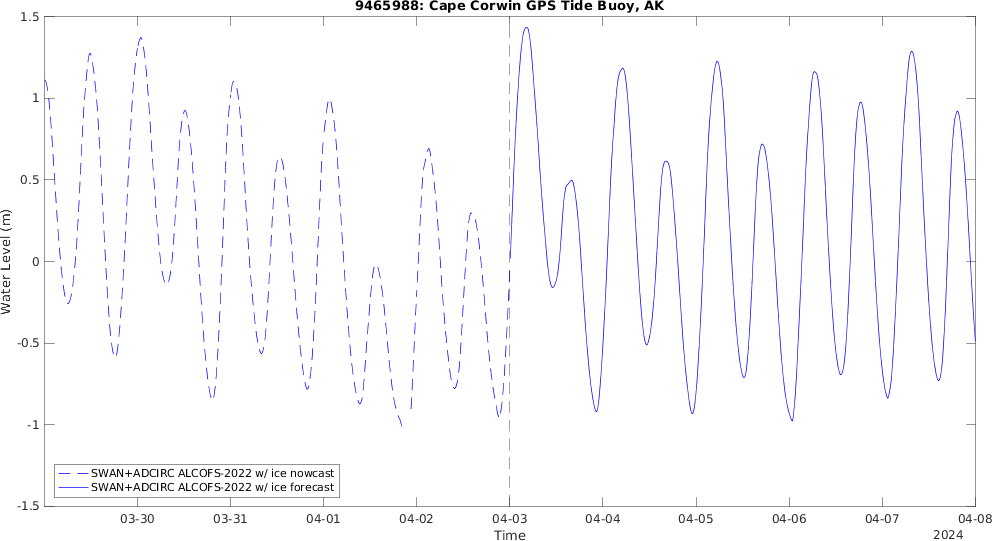 9465988: Cape Corwin GPS Tide Buoy, AK
1.5
1
0.5
0
-0.5
-1
-1.5
Water Level (m)
SWAN+ADCIRC ALCOFS-2022 w/ ice nowcast
SWAN+ADCIRC ALCOFS-2022 w/ ice forecast
03-30 03-31 04-01 04-02 04-03 04-04 04-05 04-06 04-07 04-08
Time
2024